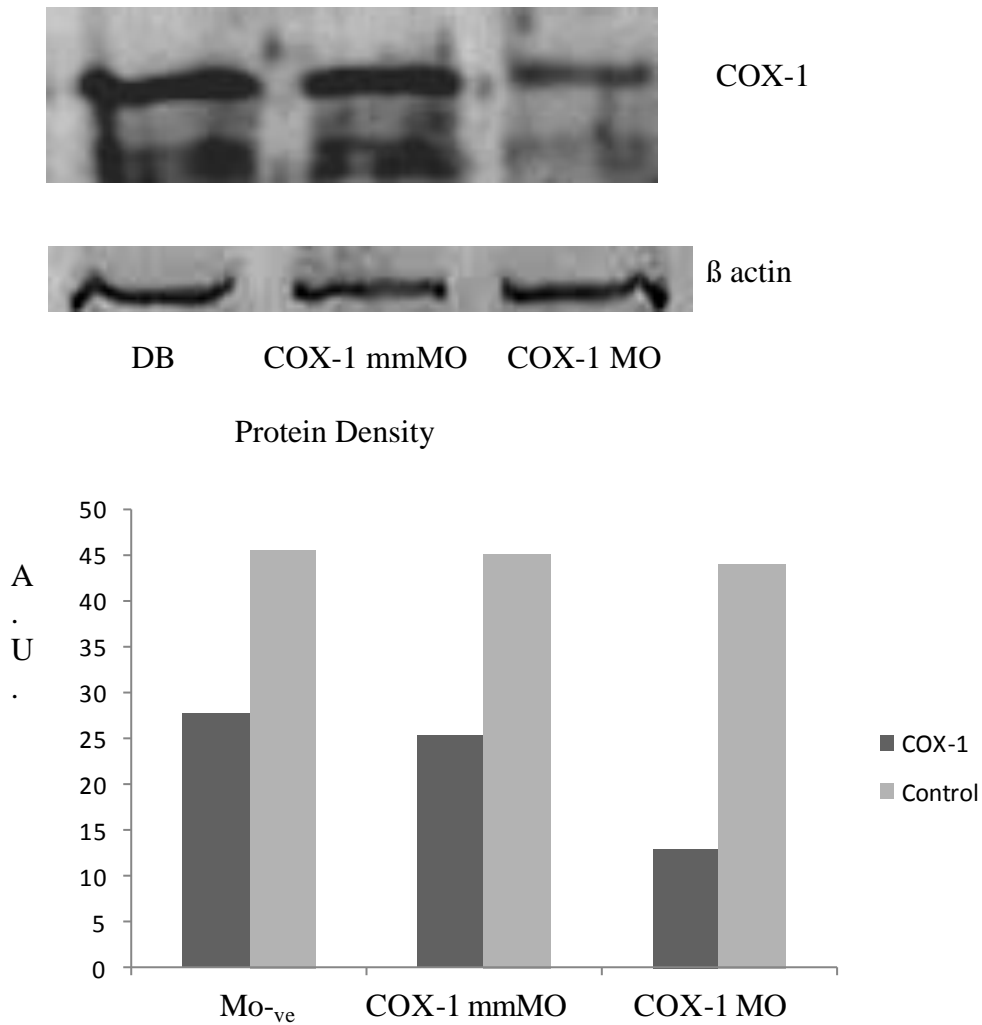 COX-1
ß actin
DB COX-1 mmMO COX-1 MO
Protein Density
A
.
U
.
50
45
40
35
30
25
20
15
10
5
0
COX-1
Control
Mo-ve COX-1 mmMO COX-1 MO